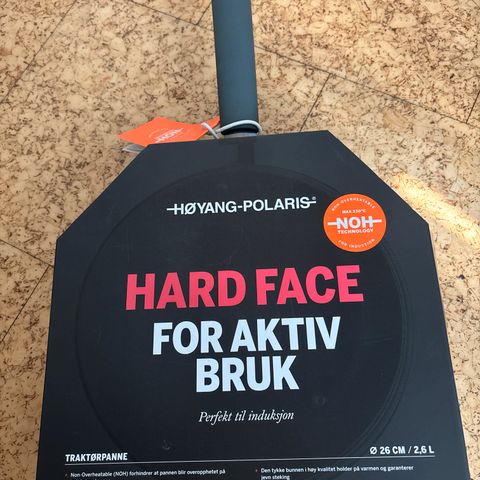 NOH
HØYANG-POLARIS®
NON-OVERHEATABLE
MAX 250°C
NOH
TECHNOLOGY
FOR INDUCTION
HARD FACE
FOR AKTIV
BRUK
Perfekt til induksjon
TRAKTØRPANNE
Ø 26 CM / 2,6 L
• Non-Overheatable (NOH) forhindrer at pannen blir overopphetet på
• Den tykke bunnen i høy kvalitet holder på varmen og garanterer
jevn steking